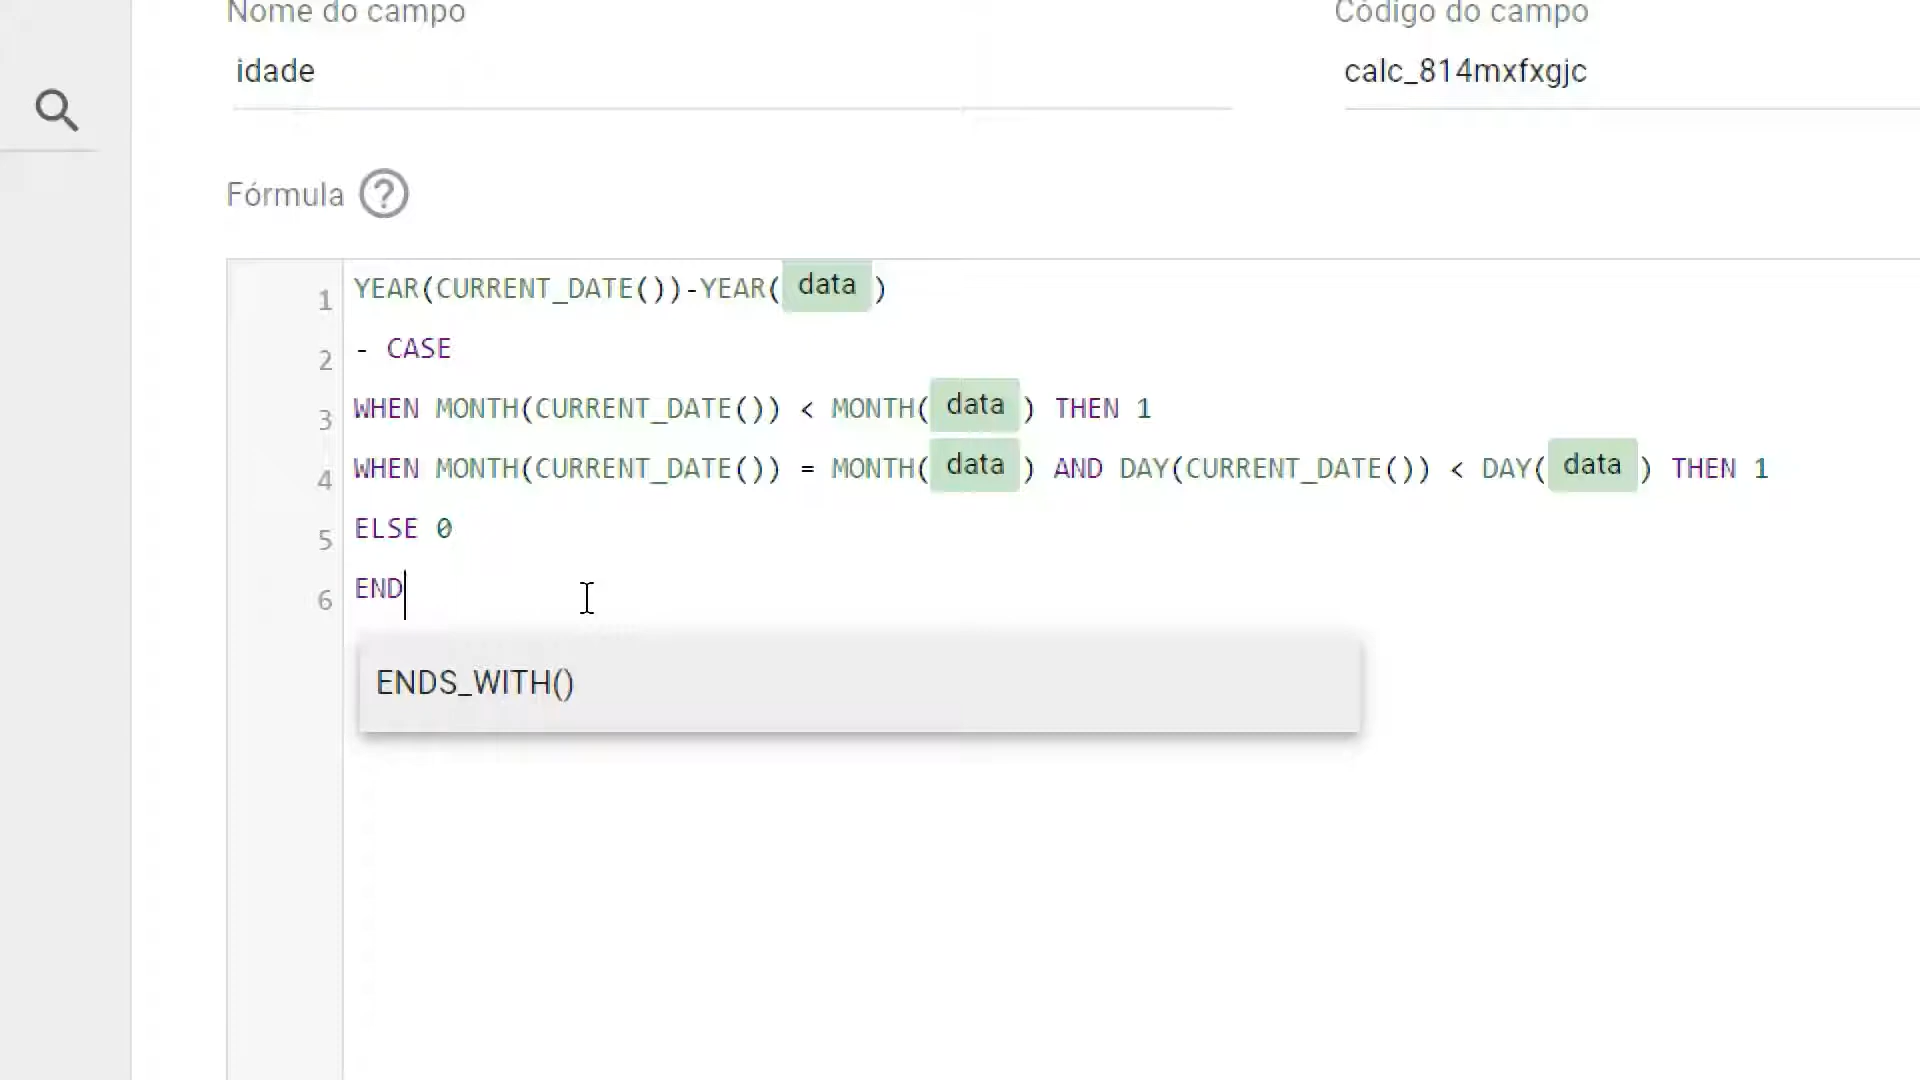 Nome do campo
Código do campo
idade
calc_814mxfxgjc
Fórmula ?
1 YEAR(CURRENT_DATE())-YEAR( data )
2 - CASE
3 WHEN MONTH(CURRENT_DATE()) < MONTH( data ) THEN 1
4 WHEN MONTH(CURRENT_DATE()) = MONTH( data ) AND DAY(CURRENT_DATE()) < DAY( data ) THEN 1
5 ELSE 0
6 END
ENDS_WITH()